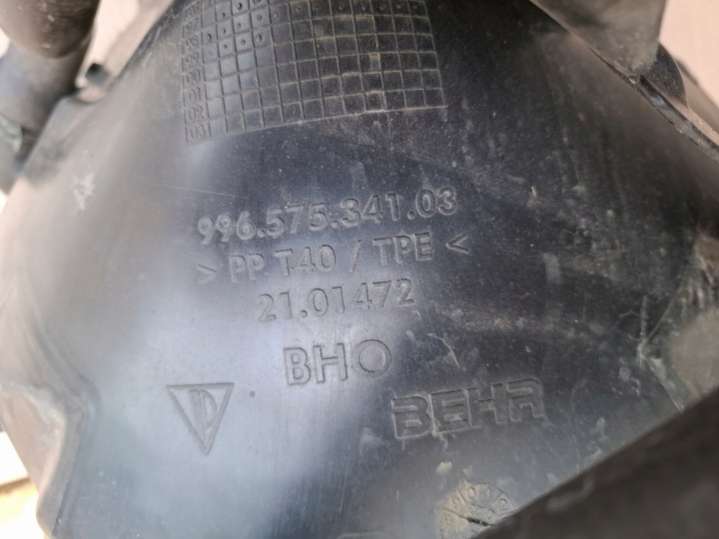 996.575.341.03
> PP T40 / TPE <
21.01472
BHO
BEHR